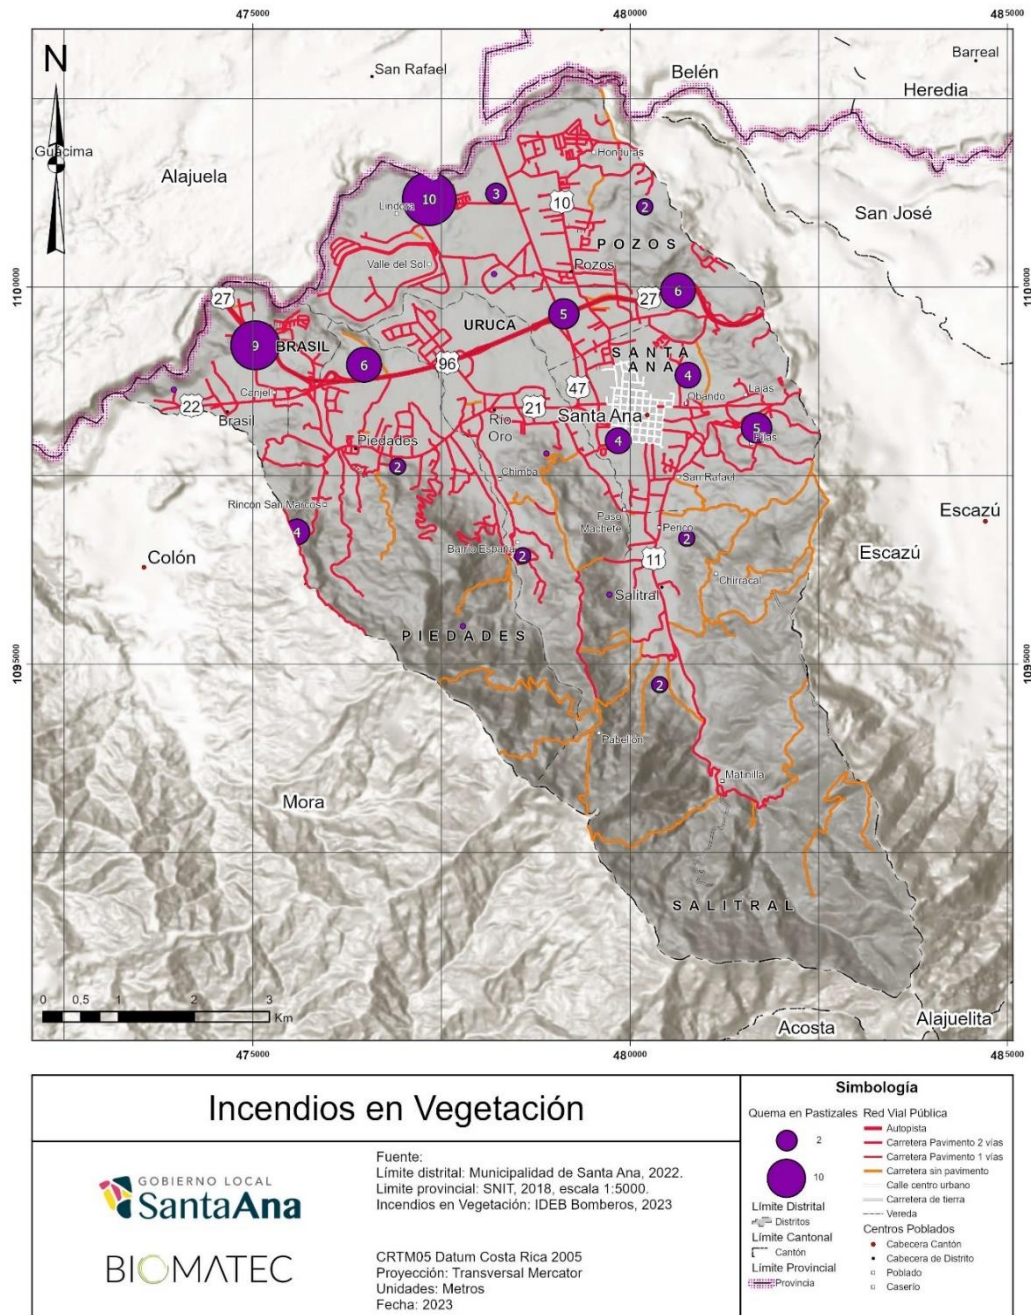 475000
480000
485000
N
San Rafael
Belén
Barreal
Heredia
Guácima
Alajuela
Honduras
10
3
10
2
Lindora
San José
POZOS
Valle del Sol
Pozos
1100000
1100000
27
6
27
5
URUCA
9
BRASIL
6
96
SANTA
ANA
4
47
Canjel
Obando
Lajas
22
21
Brasil
Río
Oro
Santa Ana
5
Pilas
4
Piedades
2
Chimba
San Rafael
Rincón San Marcos
Paso
Machete
Escazú
4
Perico
2
Barrio España
2
Colón
11
Escazú
Chirracal
Salitral
PIEDADES
1095000
1095000
2
Pabellón
Matinilla
Mora
SALITRAL
0 0,5 1 2 3
Km
Acosta
Alajuelita
475000
480000
485000
Incendios en Vegetación
GOBIERNO LOCAL
SantaAna
BIOMATEC
Fuente:
Límite distrital: Municipalidad de Santa Ana, 2022.
Limite provincial: SNIT, 2018, escala 1:5000.
Incendios en Vegetación: IDEB Bomberos, 2023
CRTM05 Datum Costa Rica 2005
Proyección: Transversal Mercator
Unidades: Metros
Fecha: 2023
Simbología
Quema en Pastizales
2
10
Límite Distrital
Distritos
Límite Cantonal
Cantón
Límite Provincial
Provincia
Red Vial Pública
Autopista
Carretera Pavimento 2 vías
Carretera Pavimento 1 vías
Carretera sin pavimento
Calle centro urbano
Carretera de tierra
Vereda
Centros Poblados
Cabecera Cantón
Cabecera de Distrito
Poblado
Caserío